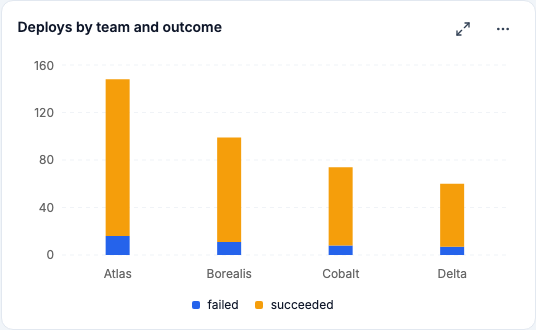 Deploys by team and outcome
160
120
80
40
0
Atlas Borealis Cobalt Delta
failed succeeded